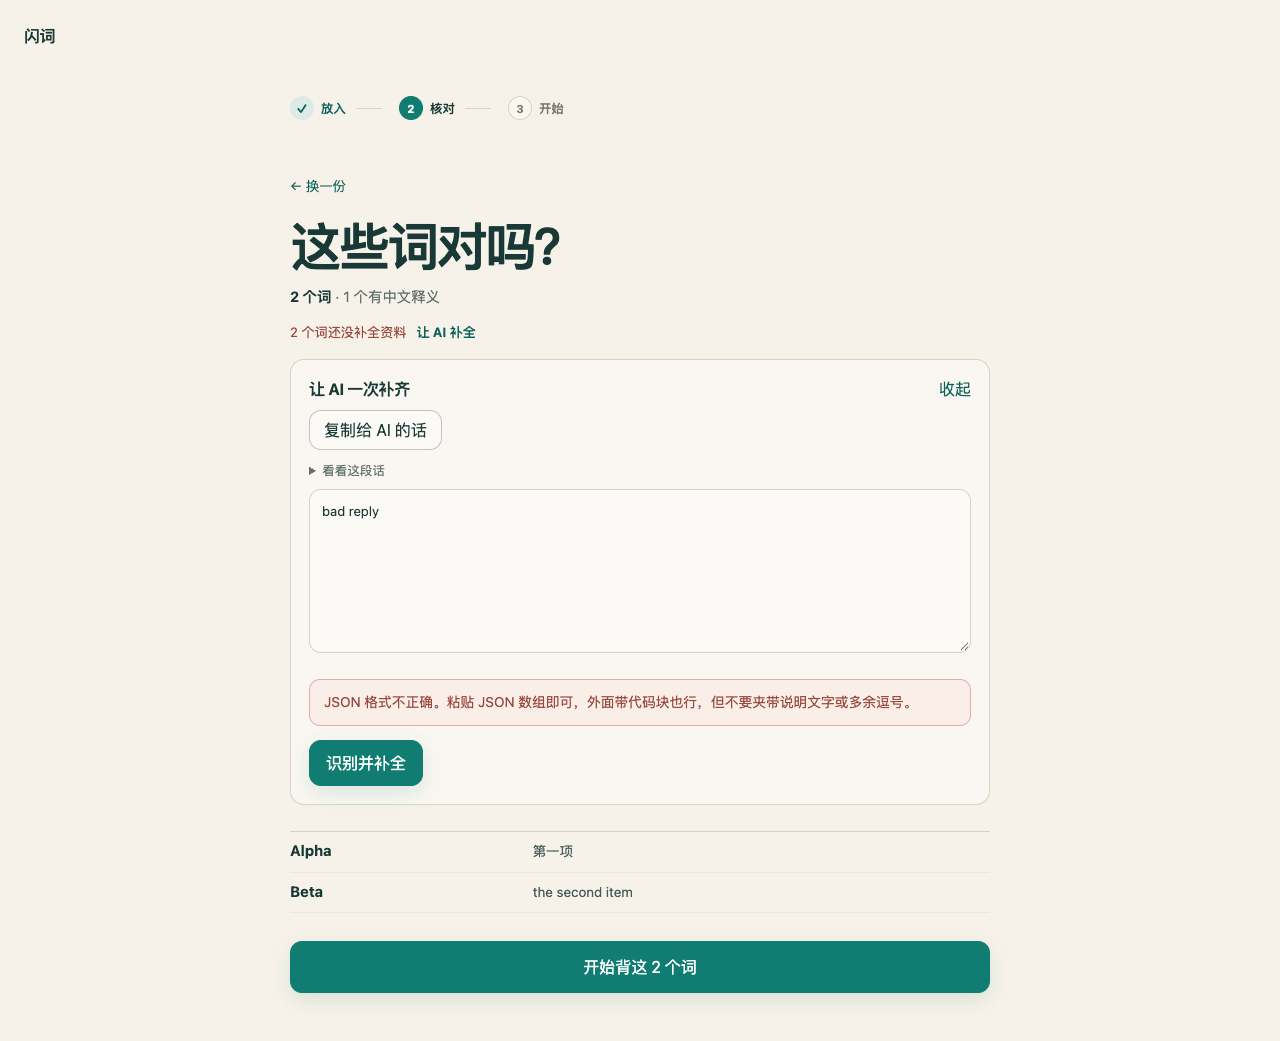 闪词
放入
2 核对
3 开始
← 换一份
这些词对吗?
2 个词 · 1 个有中文释义
2 个词还没补全资料 让 AI 补全
让 AI 一次补齐 收起
复制给 AI 的话
看看这段话
bad reply
JSON 格式不正确。粘贴 JSON 数组即可，外面带代码块也行，但不要夹带说明文字或多余逗号。
识别并补全
Alpha 第一项
Beta the second item
开始背这 2 个词